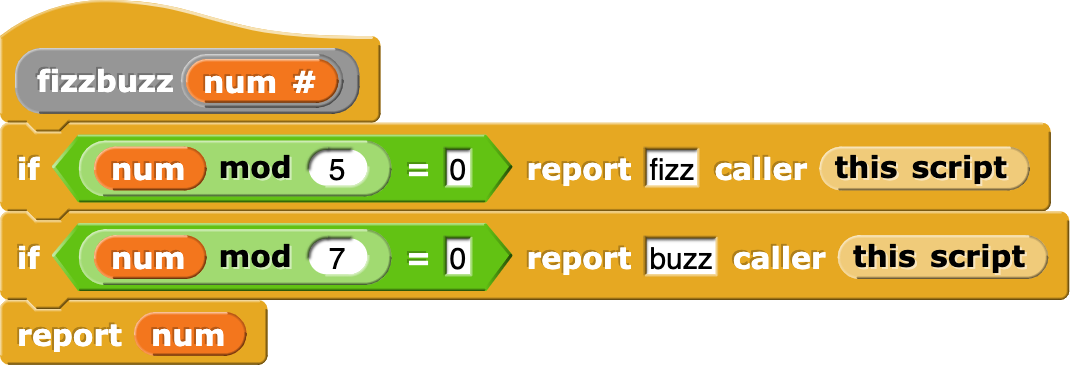 fizzbuzz num #
if num mod 5 = 0 report fizz caller this script
if num mod 7 = 0 report buzz caller this script
report num